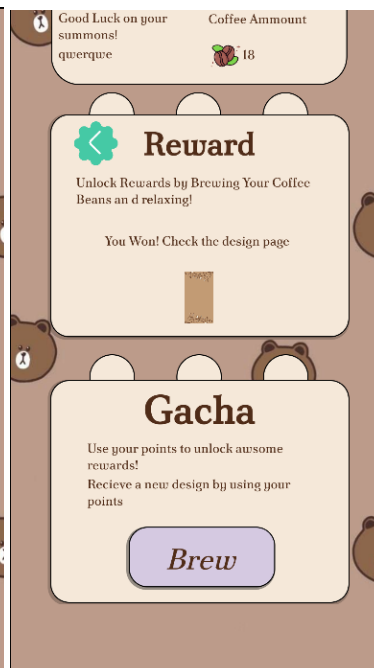 Good Luck on your
summons!
qwerqwe
Coffee Ammount
18
Reward
Unlock Rewards by Brewing Your Coffee
Beans an d relaxing!
You Won! Check the design page
Gacha
Use your points to unlock awsome
rewards!
Recieve a new design by using your
points
Brew